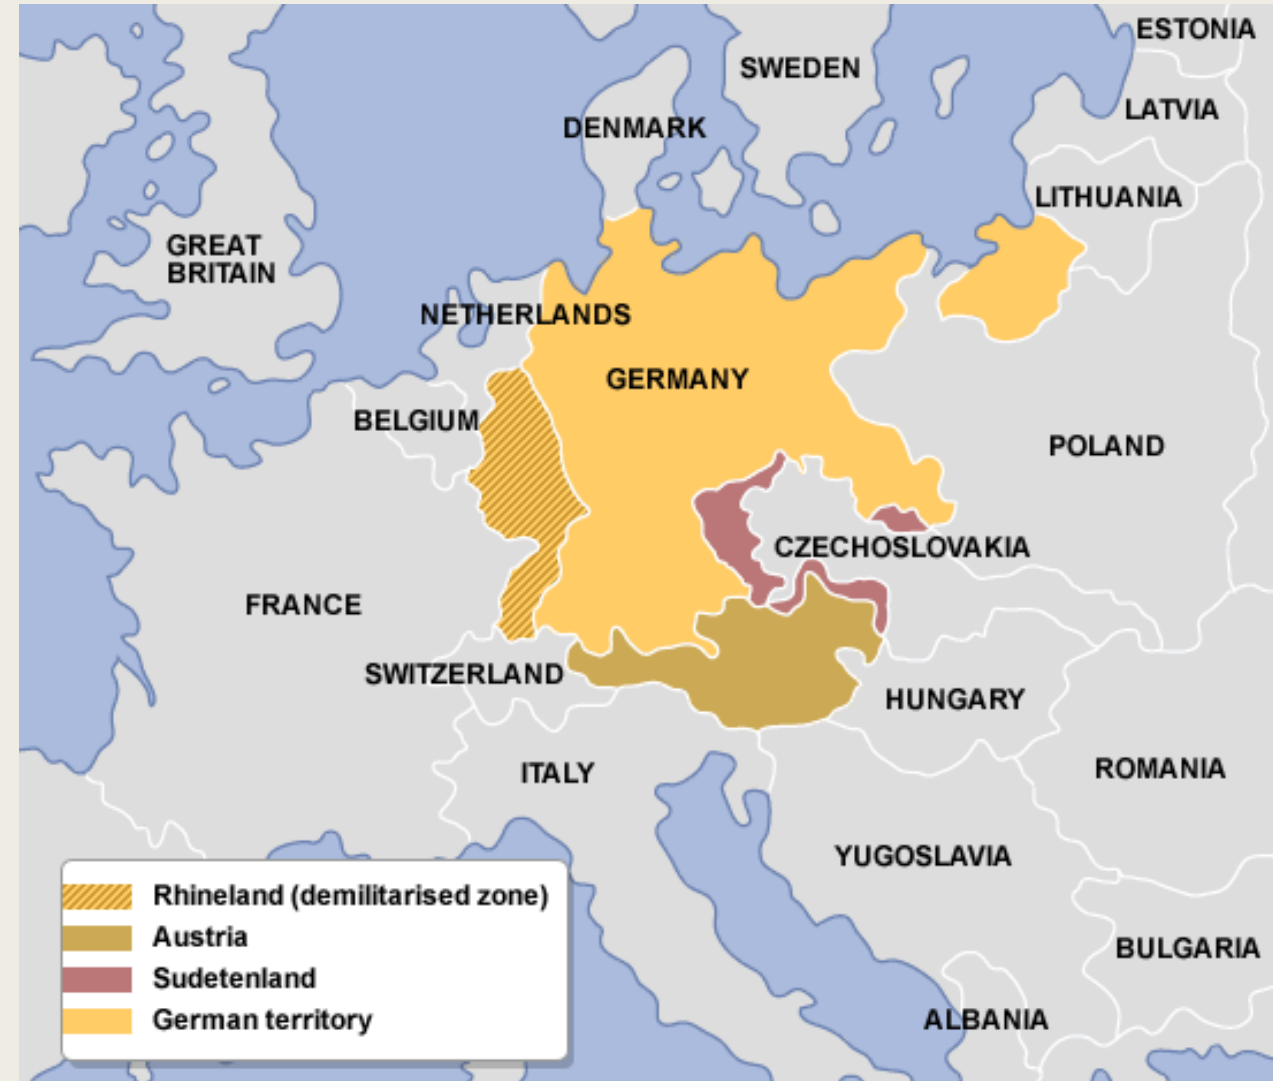 ESTONIA
SWEDEN
LATVIA
DENMARK
LITHUANIA
GREAT
BRITAIN
NETHERLANDS
GERMANY
BELGIUM
POLAND
CZECHOSLOVAKIA
FRANCE
SWITZERLAND
HUNGARY
ITALY
ROMANIA
YUGOSLAVIA
Rhineland (demilitarised zone)
Austria
Sudetenland
German territory
BULGARIA
ALBANIA